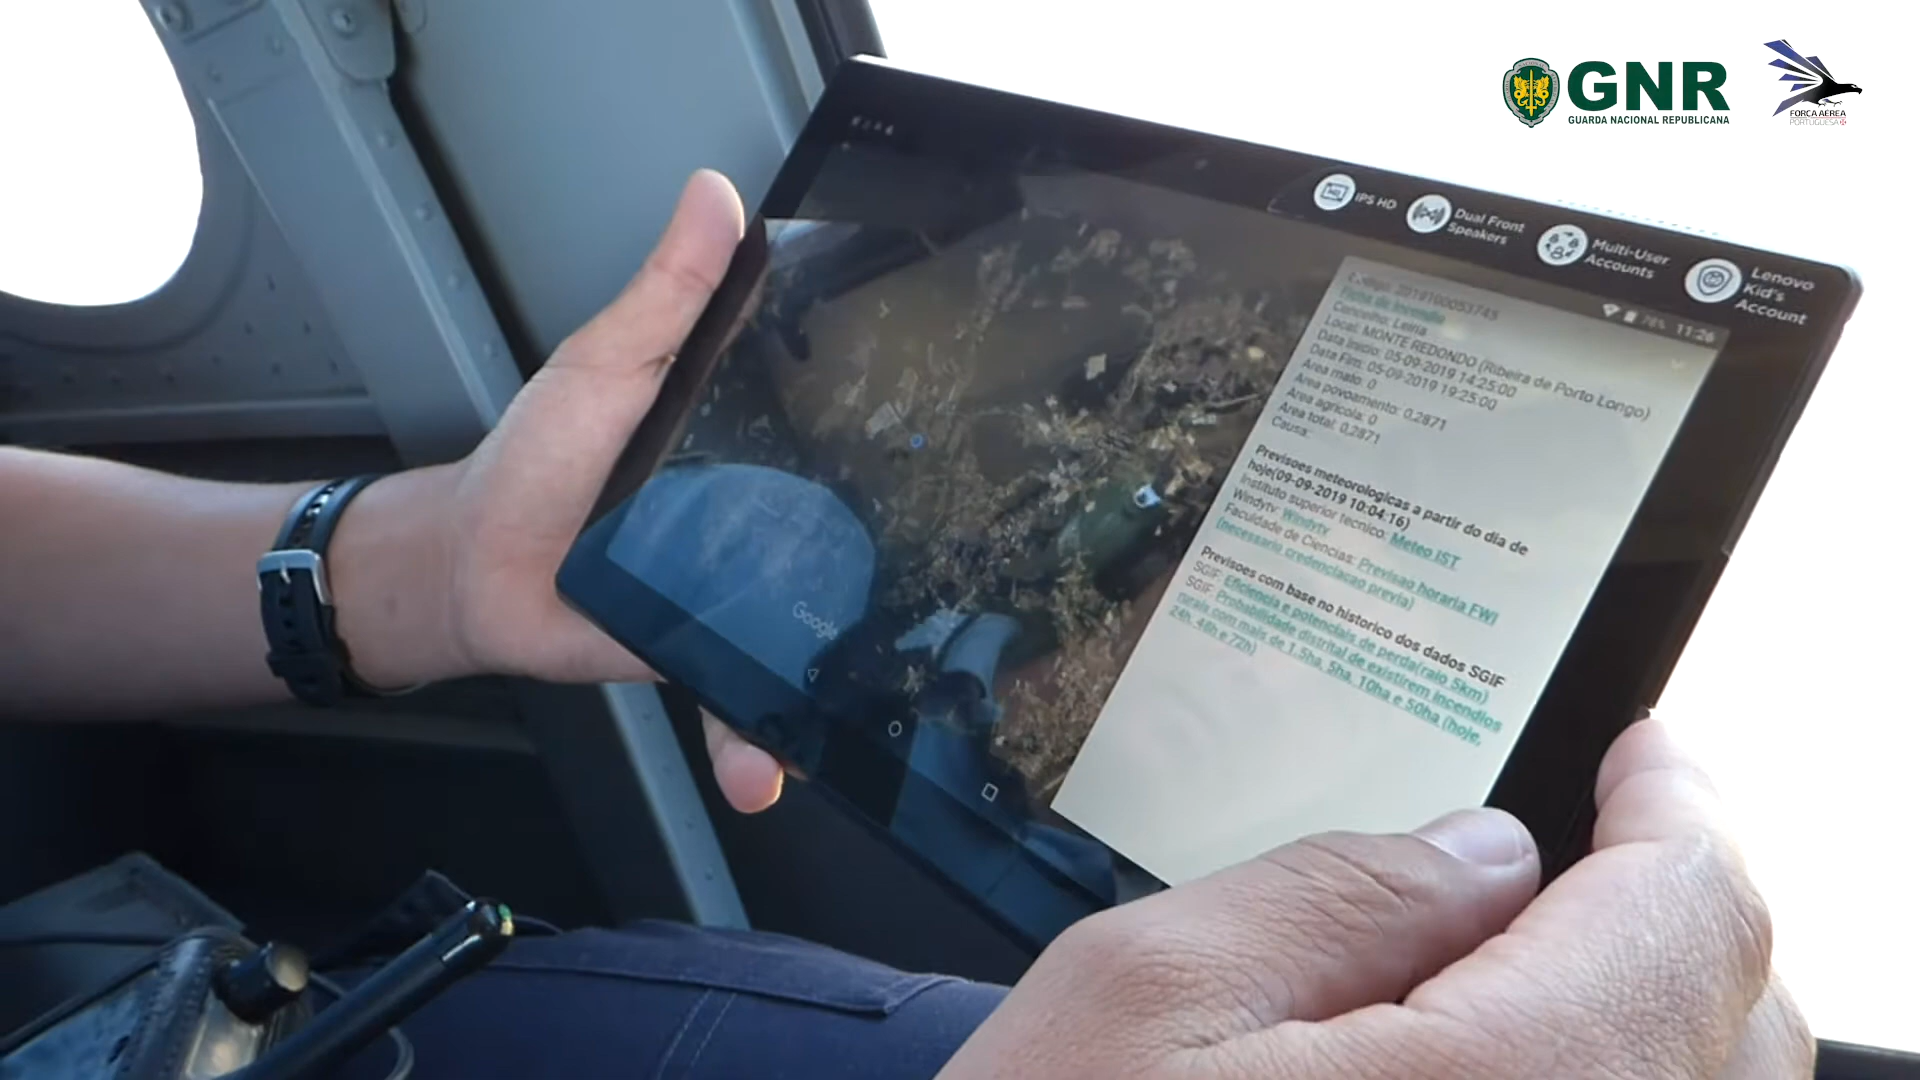 GNR
GUARDA NACIONAL REPUBLICANA
FORÇA AEREA
PORTUGUESA
IPS HD
Dual Front
Speakers
Multi-User
Accounts
Lenovo
Kid's
Account
76% 11:26
Ficha de Incendio
Concelho: Leiria
Local: MONTE REDONDO (Ribeira de Porto Longo)
Data Inicio: 05-09-2019 14:25:00
Data Fim: 05-09-2019 19:25:00
Area mato: 0
Area povoamento: 0,2871
Area agricola: 0
Area total: 0,2871
Causa:
Previsoes meteorologicas a partir do dia de
hoje(09-09-2019 10:04:16)
Instituto superior tecnico: Meteo IST
Windytv: Windytv
Faculdade de Ciencias: Previsao horaria FWI
(necessario credenciacao previa)
Previsoes com base no historico dos dados SGIF
SGIF: Eficiencia e potenciais de perda(raio 5km)
SGIF: Probabilidade distrital de existirem incendios
rurais com mais de 1.5ha, 5ha, 10ha e 50ha (hoje,
24h, 48h e 72h)
Google